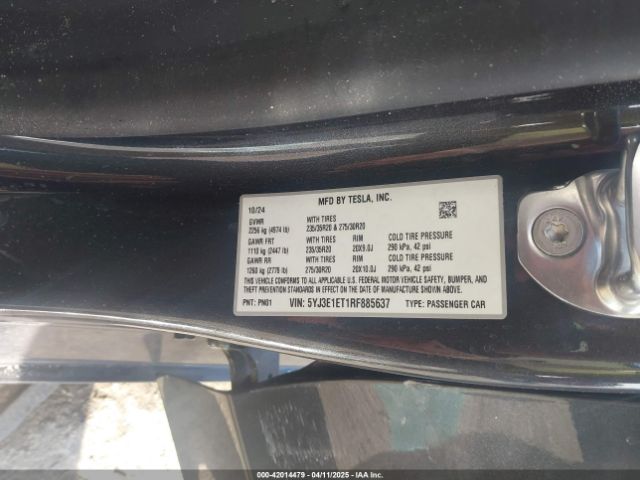 MFD BY TESLA, INC.
10/24
GVWR WITH TIRES
2256 kg (4974 lb) 235/35R20 & 275/30R20
GAWR FRT WITH TIRES RIM COLD TIRE PRESSURE
1110 kg (2447 lb) 235/35R20 20X9.0J 290 kPa, 42 psi
GAWR RR WITH TIRES RIM COLD TIRE PRESSURE
1260 kg (2779 lb) 275/30R20 20X10.0J 290 kPa, 42 psi
THIS VEHICLE CONFORMS TO ALL APPLICABLE U.S. FEDERAL MOTOR VEHICLE SAFETY, BUMPER, AND
THEFT PREVENTION STANDARDS IN EFFECT ON THE DATE OF MANUFACTURE SHOWN ABOVE.
PNT: PN01 VIN: 5YJ3E1ET1RF885637 TYPE: PASSENGER CAR
000-42014479 - 04/11/2025 - IAA Inc.